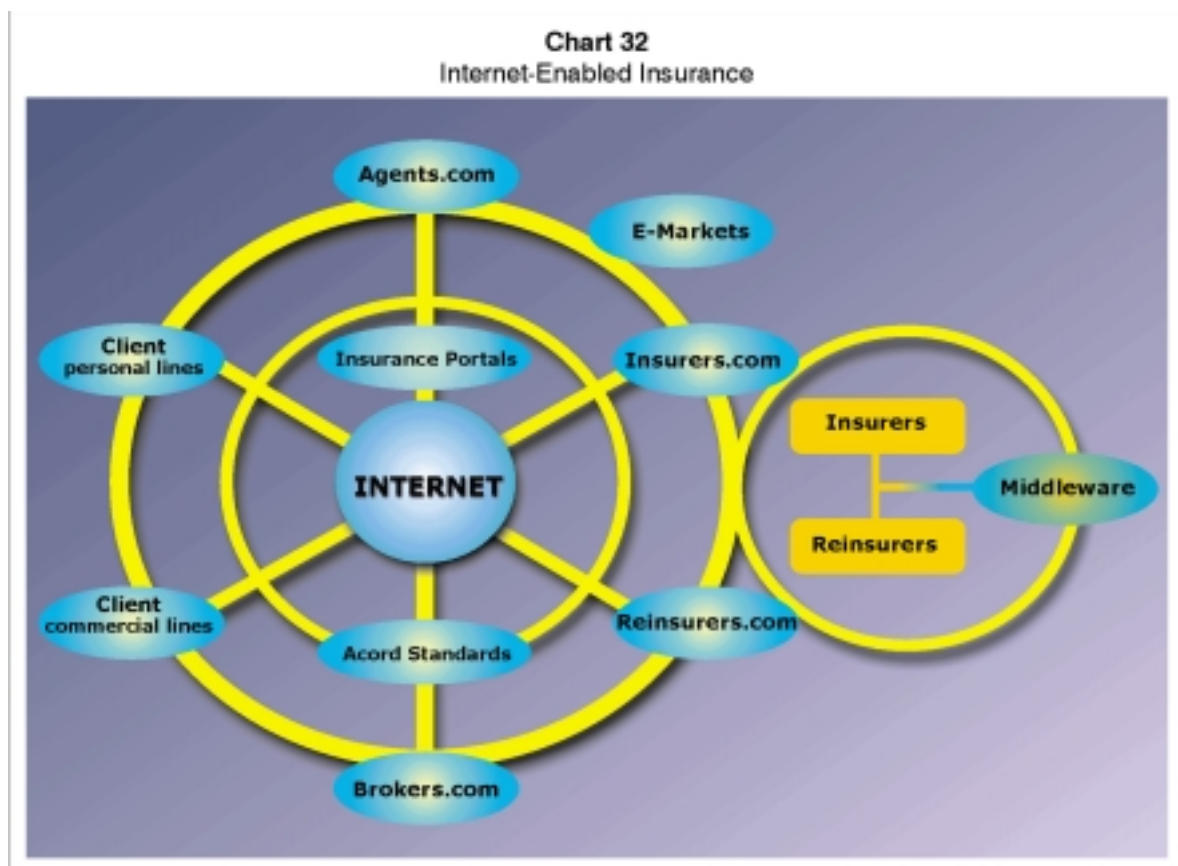 Chart 32
Internet-Enabled Insurance
Agents.com
E-Markets
Client
personal lines
Insurance Portals
Insurers.com
Insurers
INTERNET
Middleware
Reinsurers
Client
commercial lines
Reinsurers.com
Acord Standards
Brokers.com